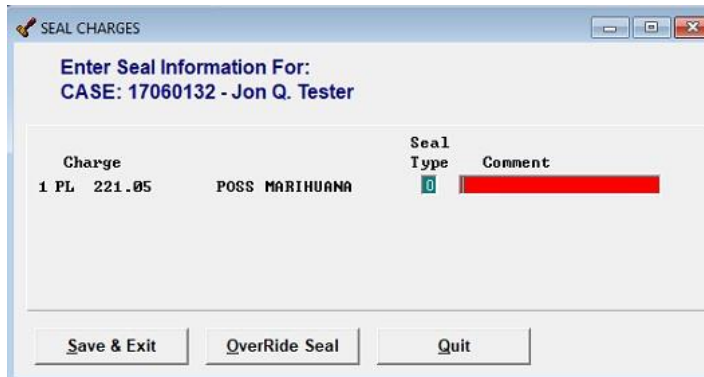 SEAL CHARGES
Enter Seal Information For:
CASE: 17060132 - Jon Q. Tester
Seal
Charge Type Comment
1 PL 221.05 POSS MARIHUANA 0
Save & Exit OverRide Seal Quit